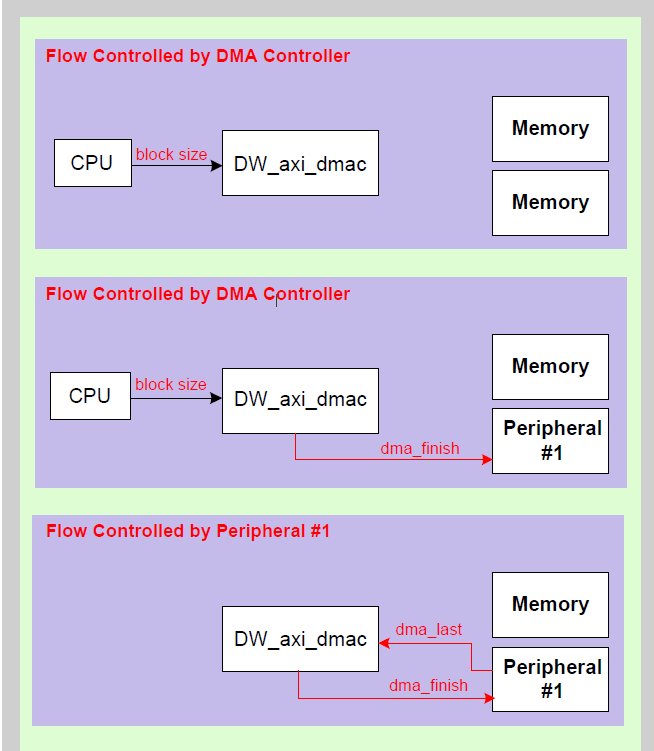 Flow Controlled by DMA Controller
Memory
CPU
block size
DW_axi_dmac
Memory
Flow Controlled by DMA Controller
Memory
CPU
block size
DW_axi_dmac
Peripheral
#1
dma_finish
Flow Controlled by Peripheral #1
Memory
DW_axi_dmac
dma_last
Peripheral
#1
dma_finish